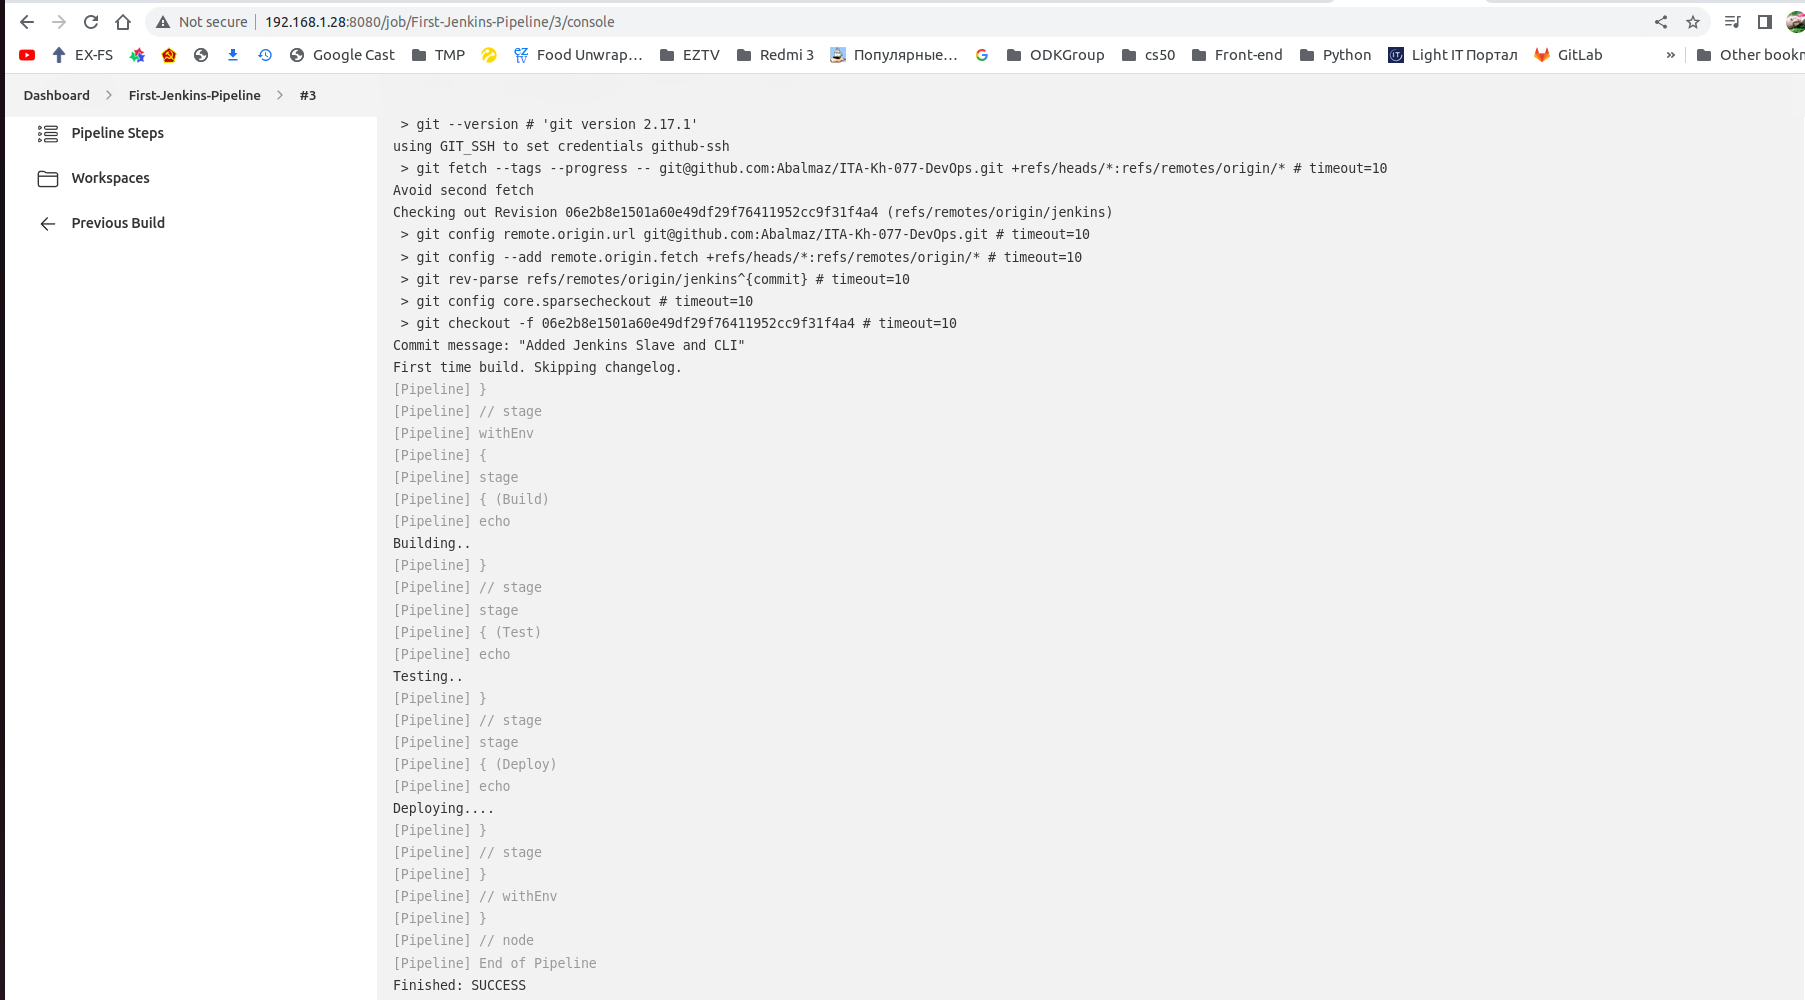 Not secure | 192.168.1.28:8080/job/First-Jenkins-Pipeline/3/console
EX-FS Google Cast TMP Food Unwrap… EZTV Redmi 3 Популярные… ODKGroup cs50 Front-end Python Light IT Портал GitLab » Other bookm
Dashboard > First-Jenkins-Pipeline > #3
Pipeline Steps
Workspaces
Previous Build
> git --version # 'git version 2.17.1'
using GIT_SSH to set credentials github-ssh
> git fetch --tags --progress -- git@github.com:Abalmaz/ITA-Kh-077-DevOps.git +refs/heads/*:refs/remotes/origin/* # timeout=10
Avoid second fetch
Checking out Revision 06e2b8e1501a60e49df29f76411952cc9f31f4a4 (refs/remotes/origin/jenkins)
> git config remote.origin.url git@github.com:Abalmaz/ITA-Kh-077-DevOps.git # timeout=10
> git config --add remote.origin.fetch +refs/heads/*:refs/remotes/origin/* # timeout=10
> git rev-parse refs/remotes/origin/jenkins^{commit} # timeout=10
> git config core.sparsecheckout # timeout=10
> git checkout -f 06e2b8e1501a60e49df29f76411952cc9f31f4a4 # timeout=10
Commit message: "Added Jenkins Slave and CLI"
First time build. Skipping changelog.
[Pipeline] }
[Pipeline] // stage
[Pipeline] withEnv
[Pipeline] {
[Pipeline] stage
[Pipeline] { (Build)
[Pipeline] echo
Building..
[Pipeline] }
[Pipeline] // stage
[Pipeline] stage
[Pipeline] { (Test)
[Pipeline] echo
Testing..
[Pipeline] }
[Pipeline] // stage
[Pipeline] stage
[Pipeline] { (Deploy)
[Pipeline] echo
Deploying....
[Pipeline] }
[Pipeline] // stage
[Pipeline] }
[Pipeline] // withEnv
[Pipeline] }
[Pipeline] // node
[Pipeline] End of Pipeline
Finished: SUCCESS